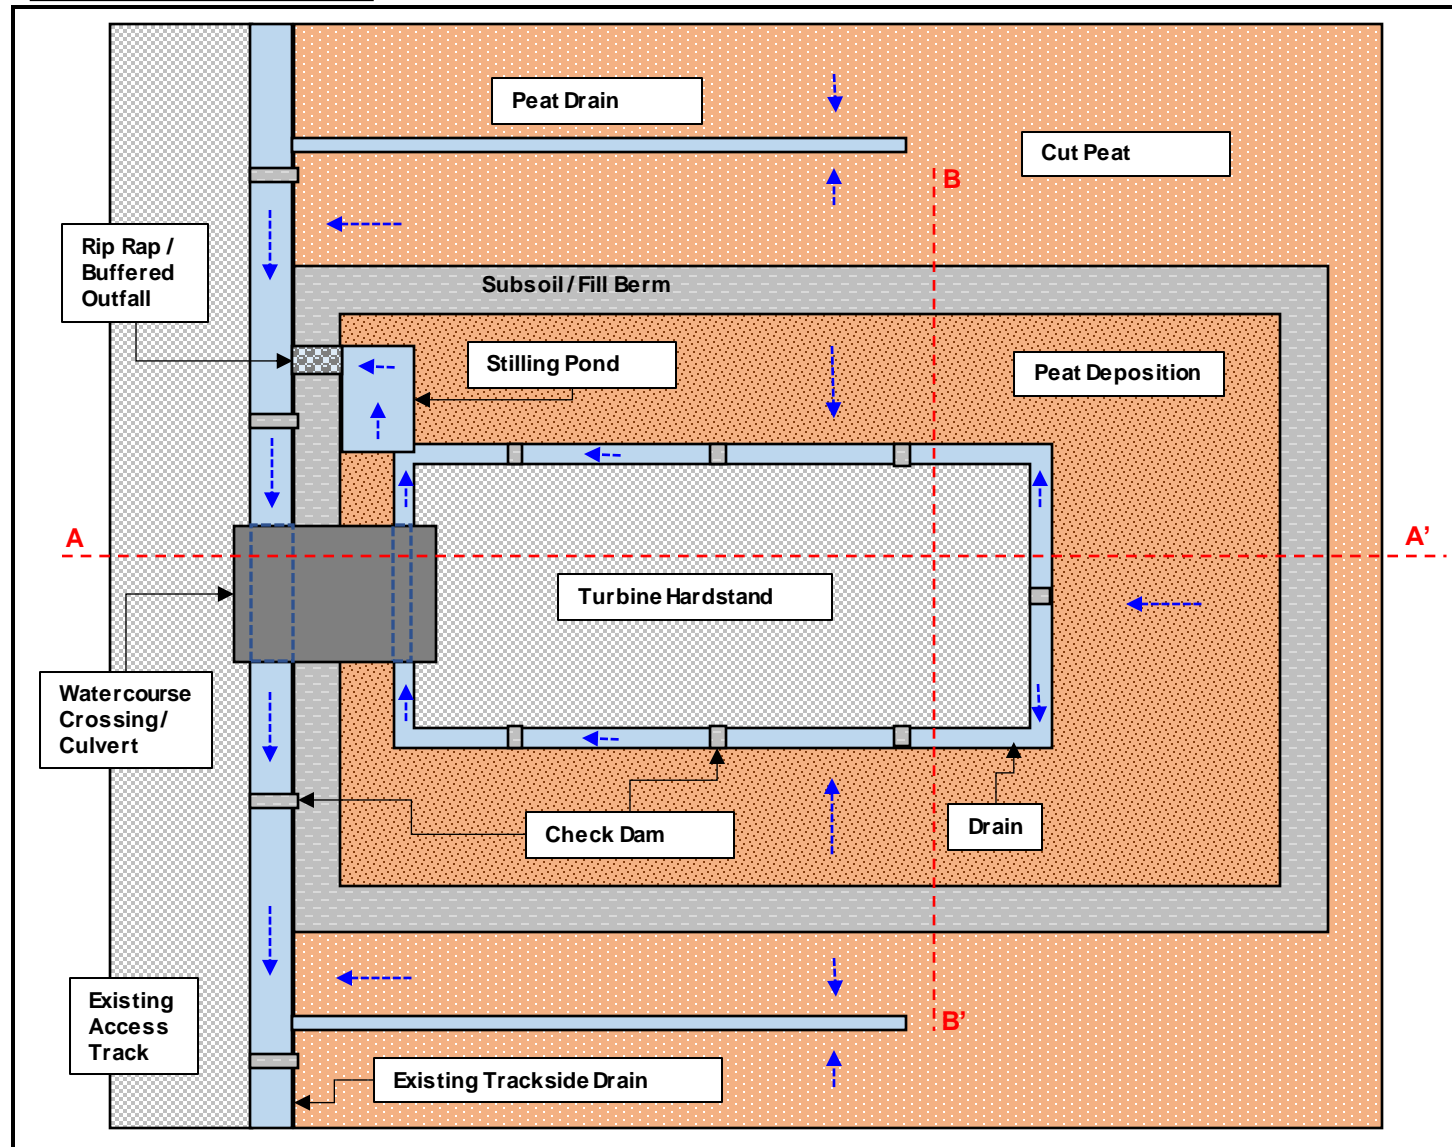 Peat Drain
Cut Peat
B
Rip Rap /
Buffered
Outfall
Subsoil / Fill Berm
Stilling Pond
Peat Deposition
A
A’
Turbine Hardstand
Watercourse
Crossing /
Culvert
Check Dam
Drain
Existing
Access
Track
B’
Existing Trackside Drain